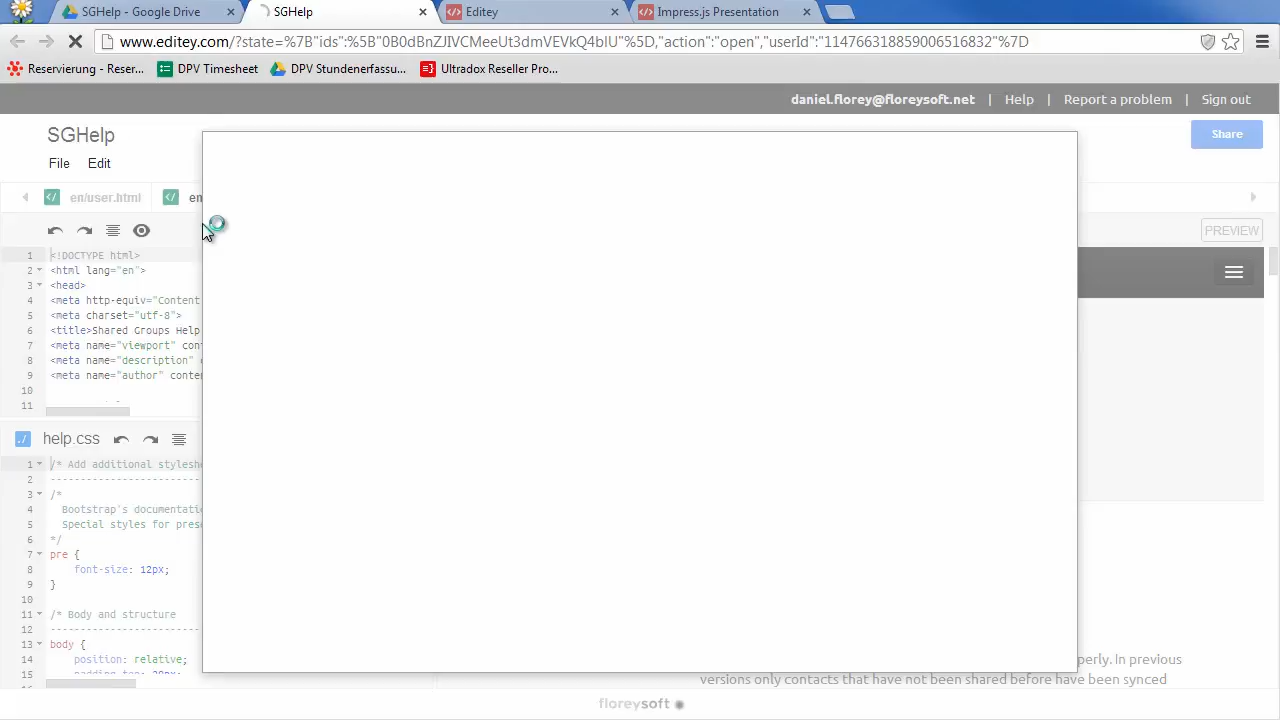 SGHelp - Google Drive
SGHelp
Editey
Impress.js Presentation
www.editey.com/?state=%7B"ids":%5B"0B0dBnZJIVCMeeUt3dmVEVkQ4blU"%5D,"action":"open","userId":"114766318859006516832"%7D
Reservierung - Reser...
DPV Timesheet
DPV Stundenerfassu...
Ultradox Reseller Pro...
daniel.florey@floreysoft.net | Help | Report a problem | Sign out
SGHelp
Share
File Edit
en/user.html
en
PREVIEW
1 <!DOCTYPE html>
2 <html lang="en">
3 <head>
4 <meta http-equiv="Content
5 <meta charset="utf-8">
6 <title>Shared Groups Help
7 <meta name="viewport" con
8 <meta name="description"
9 <meta name="author" conten
10
11
help.css
1 /* Add additional stylesh
2 -------------------------
3 /*
4 Bootstrap's documentatio
5 Special styles for prese
6 */
7 pre {
8 font-size: 12px;
9 }
10
11 /* Body and structure
12 -------------------------
13 body {
14 position: relative;
15
perly. In previous
versions only contacts that have not been shared before have been synced
floreysoft